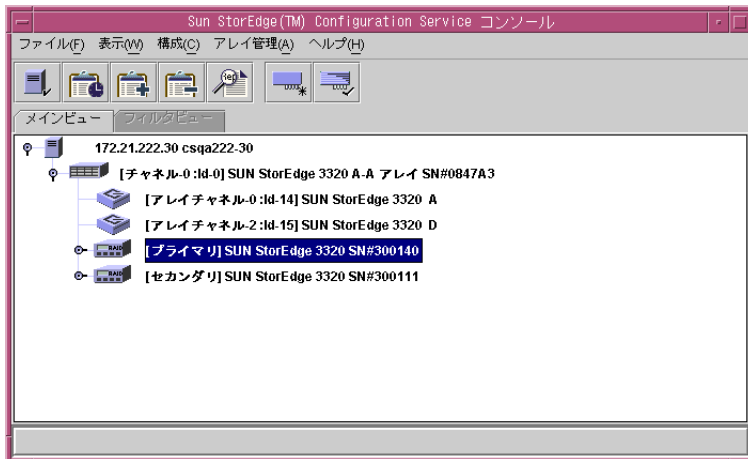 Sun StorEdge(TM) Configuration Service コンソール
ファイル(F) 表示(W) 構成(C) アレイ管理(A) ヘルプ(H)
メインビュー フィルタビュー
172.21.222.30 csqa222-30
[チャネル-0 :Id-0] SUN StorEdge 3320 A-A アレイ SN#0847A3
[アレイチャネル-0 :Id-14] SUN StorEdge 3320 A
[アレイチャネル-2 :Id-15] SUN StorEdge 3320 D
RAID [プライマリ] SUN StorEdge 3320 SN#300140
RAID [セカンダリ] SUN StorEdge 3320 SN#300111